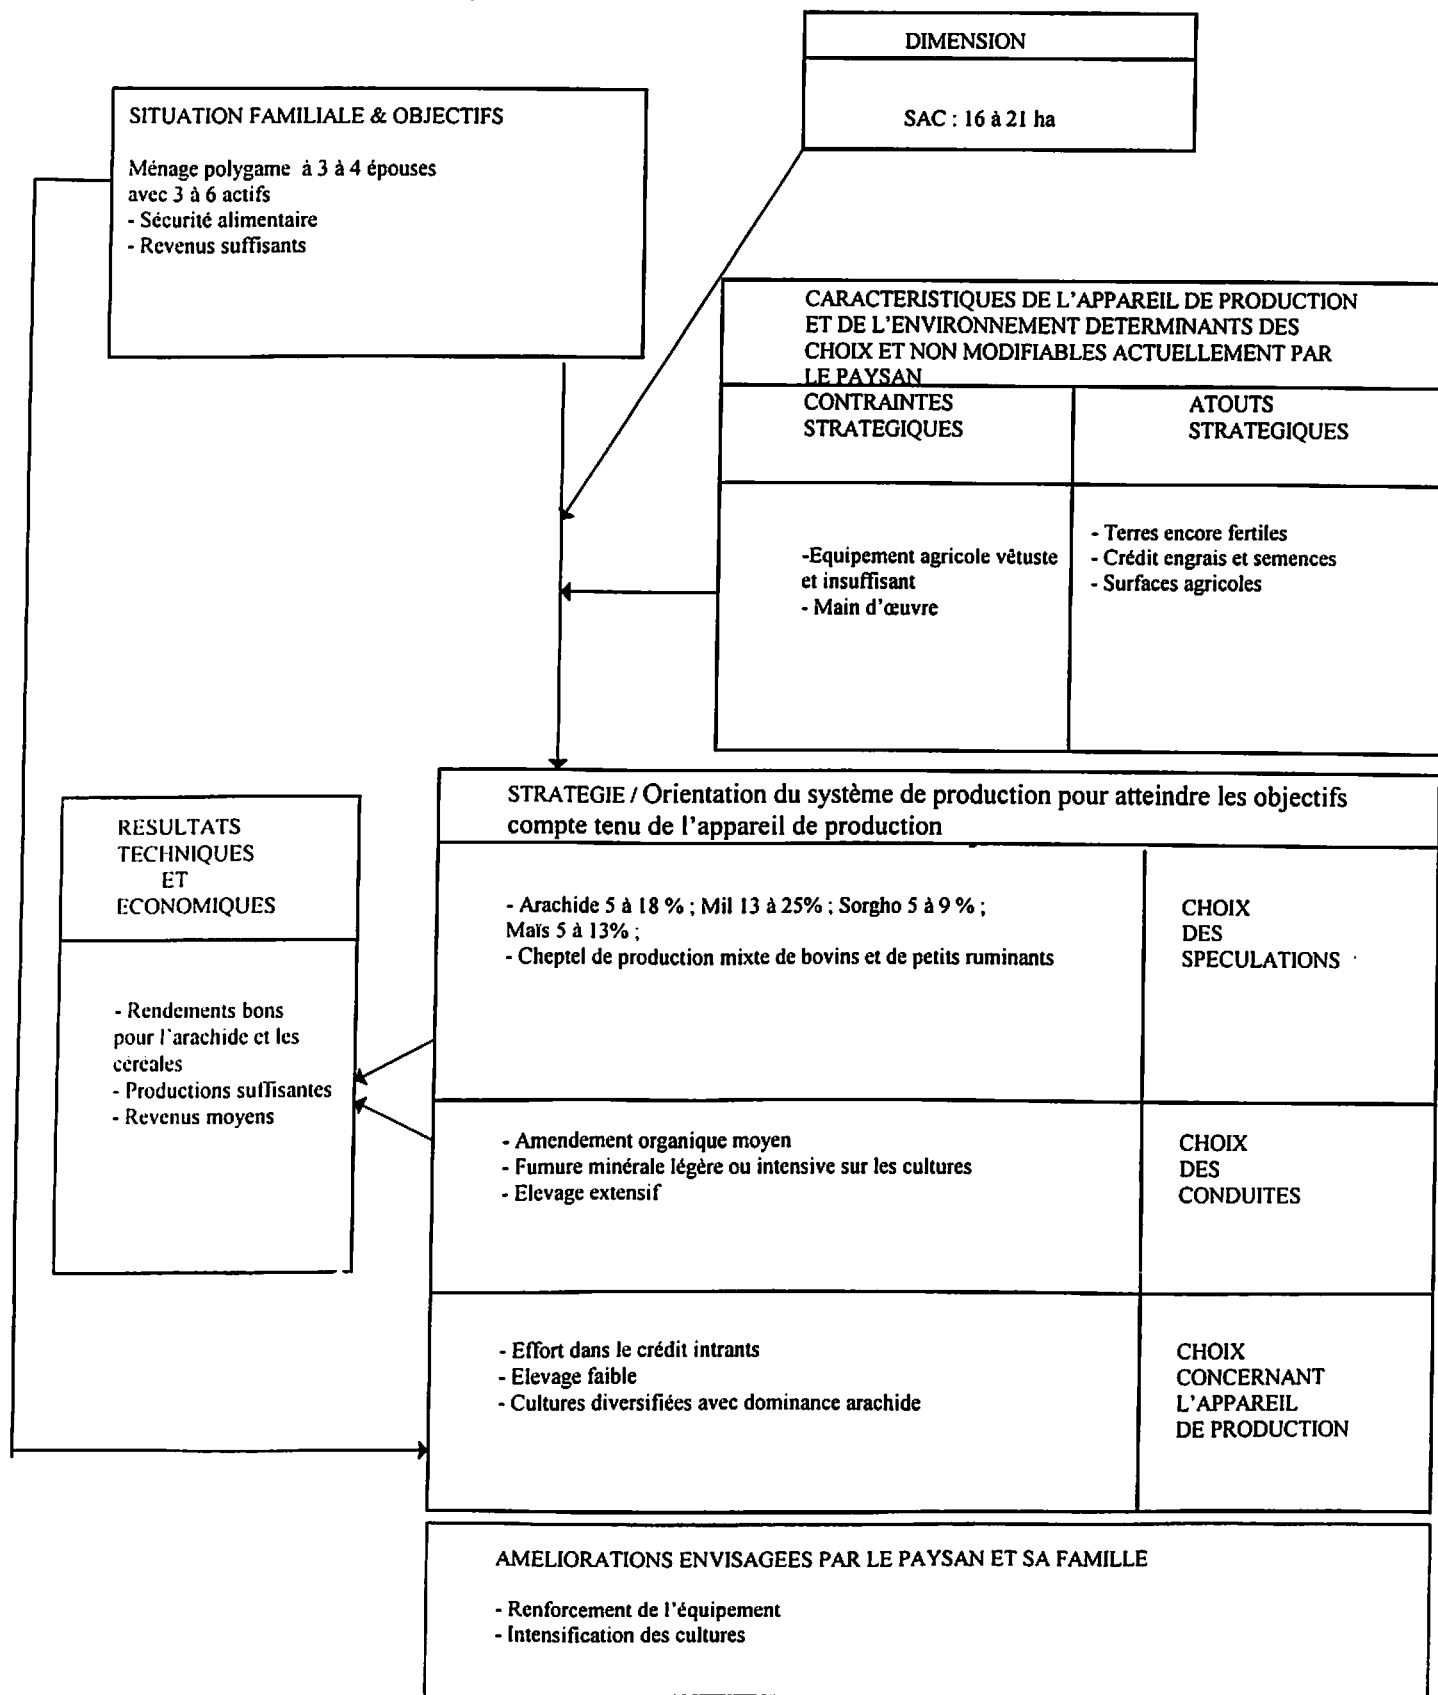 DIMENSION
SAC : 16 à 21 ha
SITUATION FAMILIALE & OBJECTIFS
Ménage polygame à 3 à 4 épouses
avec 3 à 6 actifs
- Sécurité alimentaire
- Revenus suffisants
CARACTERISTIQUES DE L'APPAREIL DE PRODUCTION
ET DE L'ENVIRONNEMENT DETERMINANTS DES
CHOIX ET NON MODIFIABLES ACTUELLEMENT PAR
LE PAYSAN
CONTRAINTES
STRATEGIQUES
ATOUTS
STRATEGIQUES
-Equipement agricole vêtuste
et insuffisant
- Main d'œuvre
- Terres encore fertiles
- Crédit engrais et semences
- Surfaces agricoles
STRATEGIE / Orientation du système de production pour atteindre les objectifs
compte tenu de l'appareil de production
- Arachide 5 à 18 % ; Mil 13 à 25% ; Sorgho 5 à 9 % ;
Maïs 5 à 13% ;
- Cheptel de production mixte de bovins et de petits ruminants
CHOIX
DES
SPECULATIONS
RESULTATS
TECHNIQUES
ET
ECONOMIQUES
- Rendements bons
pour l'arachide et les
céréales
- Productions suffisantes
- Revenus moyens
- Amendement organique moyen
- Fumure minérale légère ou intensive sur les cultures
- Elevage extensif
CHOIX
DES
CONDUITES
- Effort dans le crédit intrants
- Elevage faible
- Cultures diversifiées avec dominance arachide
CHOIX
CONCERNANT
L'APPAREIL
DE PRODUCTION
AMELIORATIONS ENVISAGEES PAR LE PAYSAN ET SA FAMILLE
- Renforcement de l'équipement
- Intensification des cultures